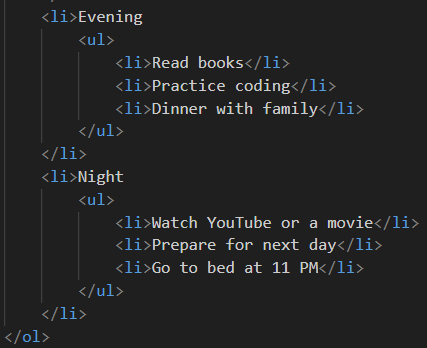 <li>Evening
<ul>
<li>Read books</li>
<li>Practice coding</li>
<li>Dinner with family</li>
</ul>
</li>
<li>Night
<ul>
<li>Watch YouTube or a movie</li>
<li>Prepare for next day</li>
<li>Go to bed at 11 PM</li>
</ul>
</li>
</ol>